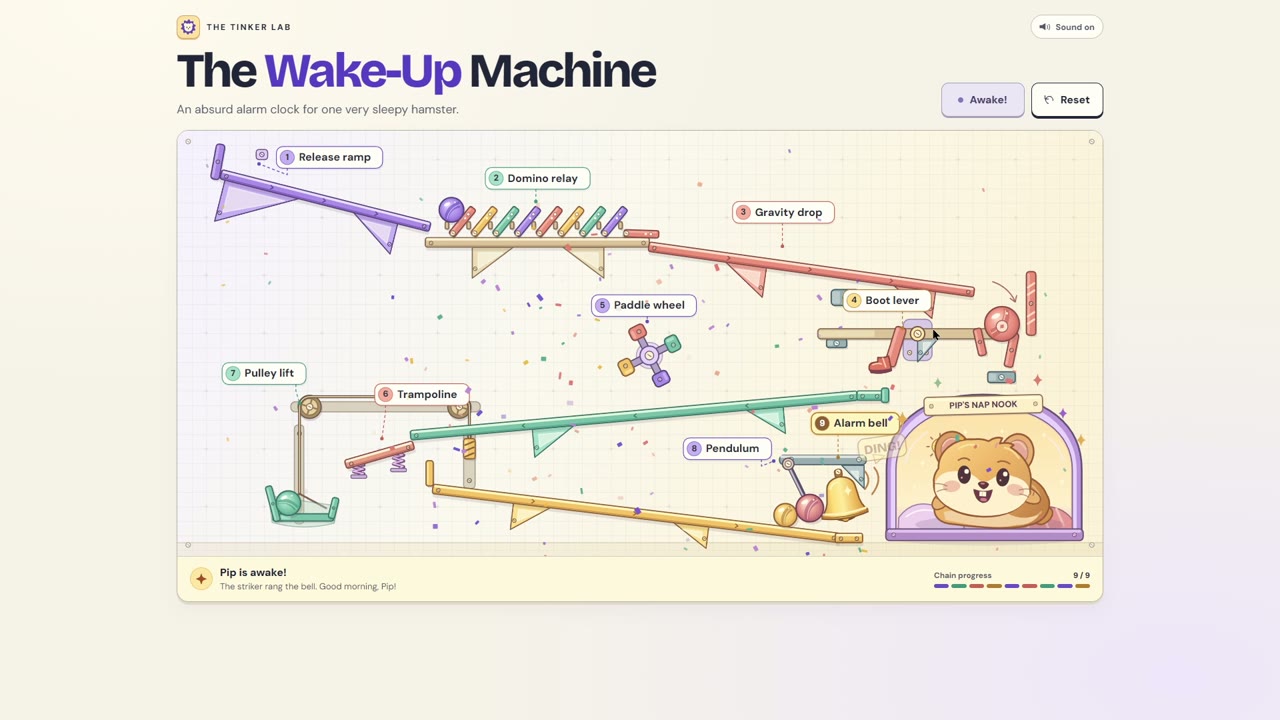 THE TINKER LAB
Sound on
The Wake-Up Machine
An absurd alarm clock for one very sleepy hamster.
Awake!
Reset
1 Release ramp
2 Domino relay
3 Gravity drop
4 Boot lever
5 Paddle wheel
7 Pulley lift
6 Trampoline
PIP'S NAP NOOK
9 Alarm bell
8 Pendulum
DING!
Pip is awake!
The striker rang the bell. Good morning, Pip!
Chain progress
9 / 9